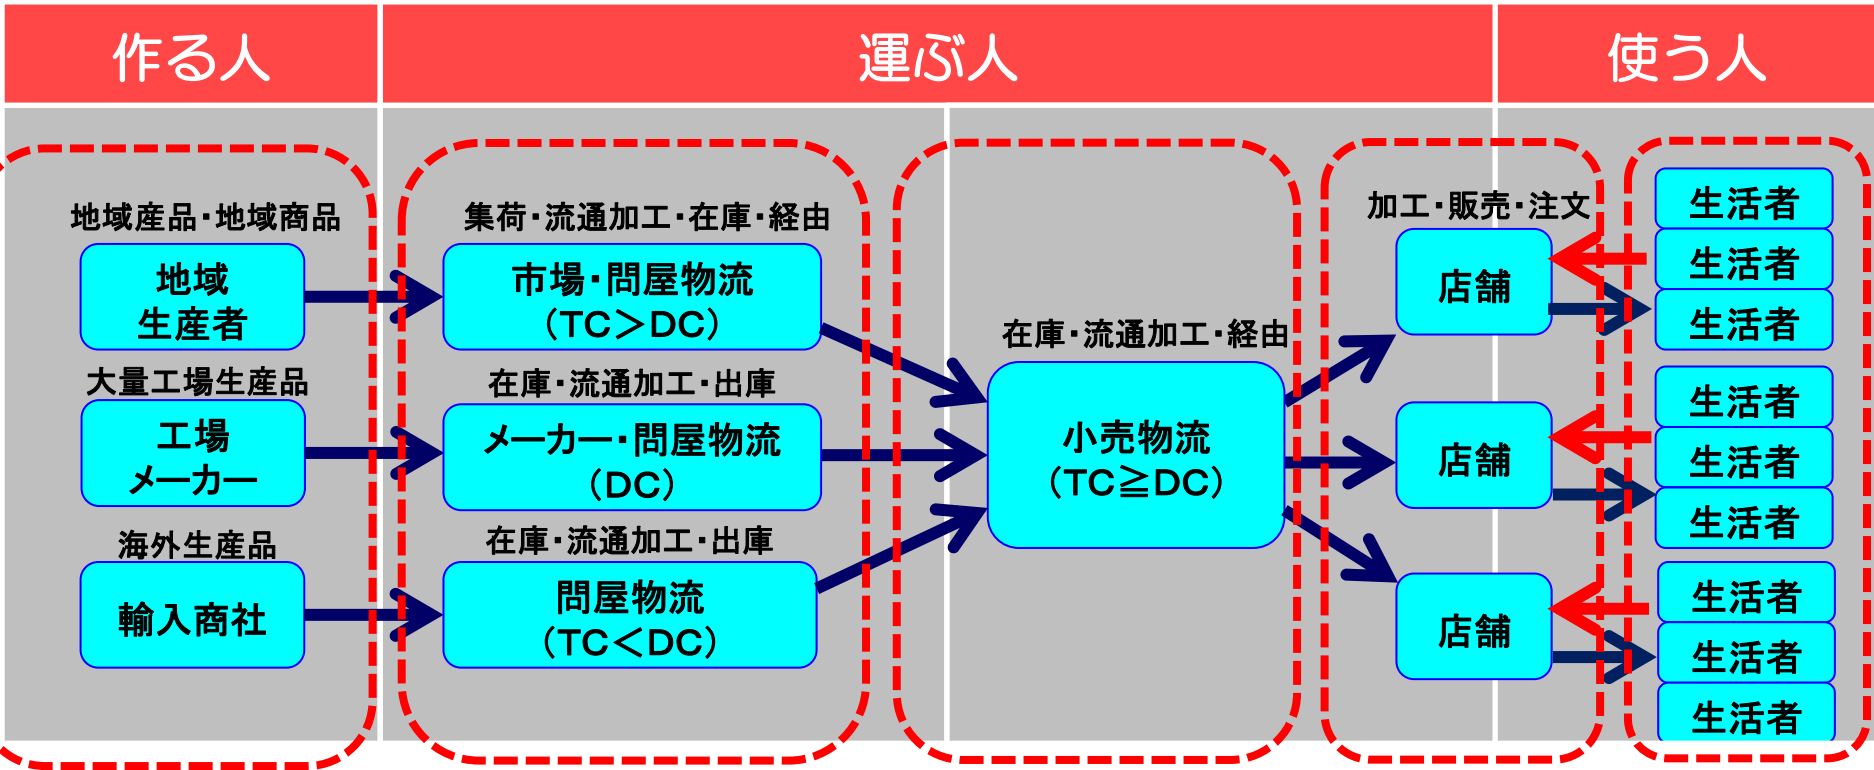 作る人
運ぶ人
使う人
地域産品・地域商品
地域
生産者
大量工場生産品
工場
メーカー
海外生産品
輸入商社
集荷・流通加工・在庫・経由
市場・問屋物流
（TC＞DC）
在庫・流通加工・出庫
メーカー・問屋物流
（DC）
在庫・流通加工・出庫
問屋物流
（TC＜DC）
在庫・流通加工・経由
小売物流
（TC≧DC）
加工・販売・注文
店舗
店舗
店舗
生活者
生活者
生活者
生活者
生活者
生活者
生活者
生活者
生活者